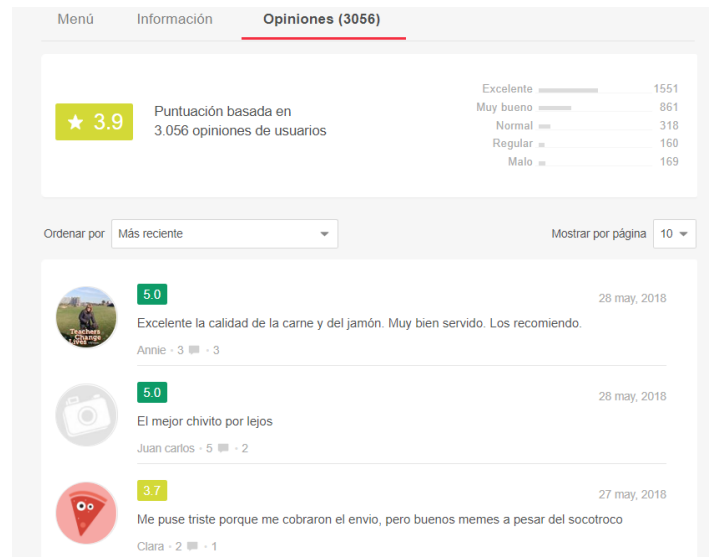 Menú Información Opiniones (3056)
3.9
Puntuación basada en
3.056 opiniones de usuarios
Excelente 1551
Muy bueno 861
Normal 318
Regular 160
Malo 169
Ordenar por Más reciente Mostrar por página 10
5.0 28 may, 2018
Excelente la calidad de la carne y del jamón. Muy bien servido. Los recomiendo.
Annie · 3 · 3
Teachers
Change
Lives
5.0 28 may, 2018
El mejor chivito por lejos
Juan carlos · 5 · 2
3.7 27 may, 2018
Me puse triste porque me cobraron el envio, pero buenos memes a pesar del socotroco
Clara · 2 · 1